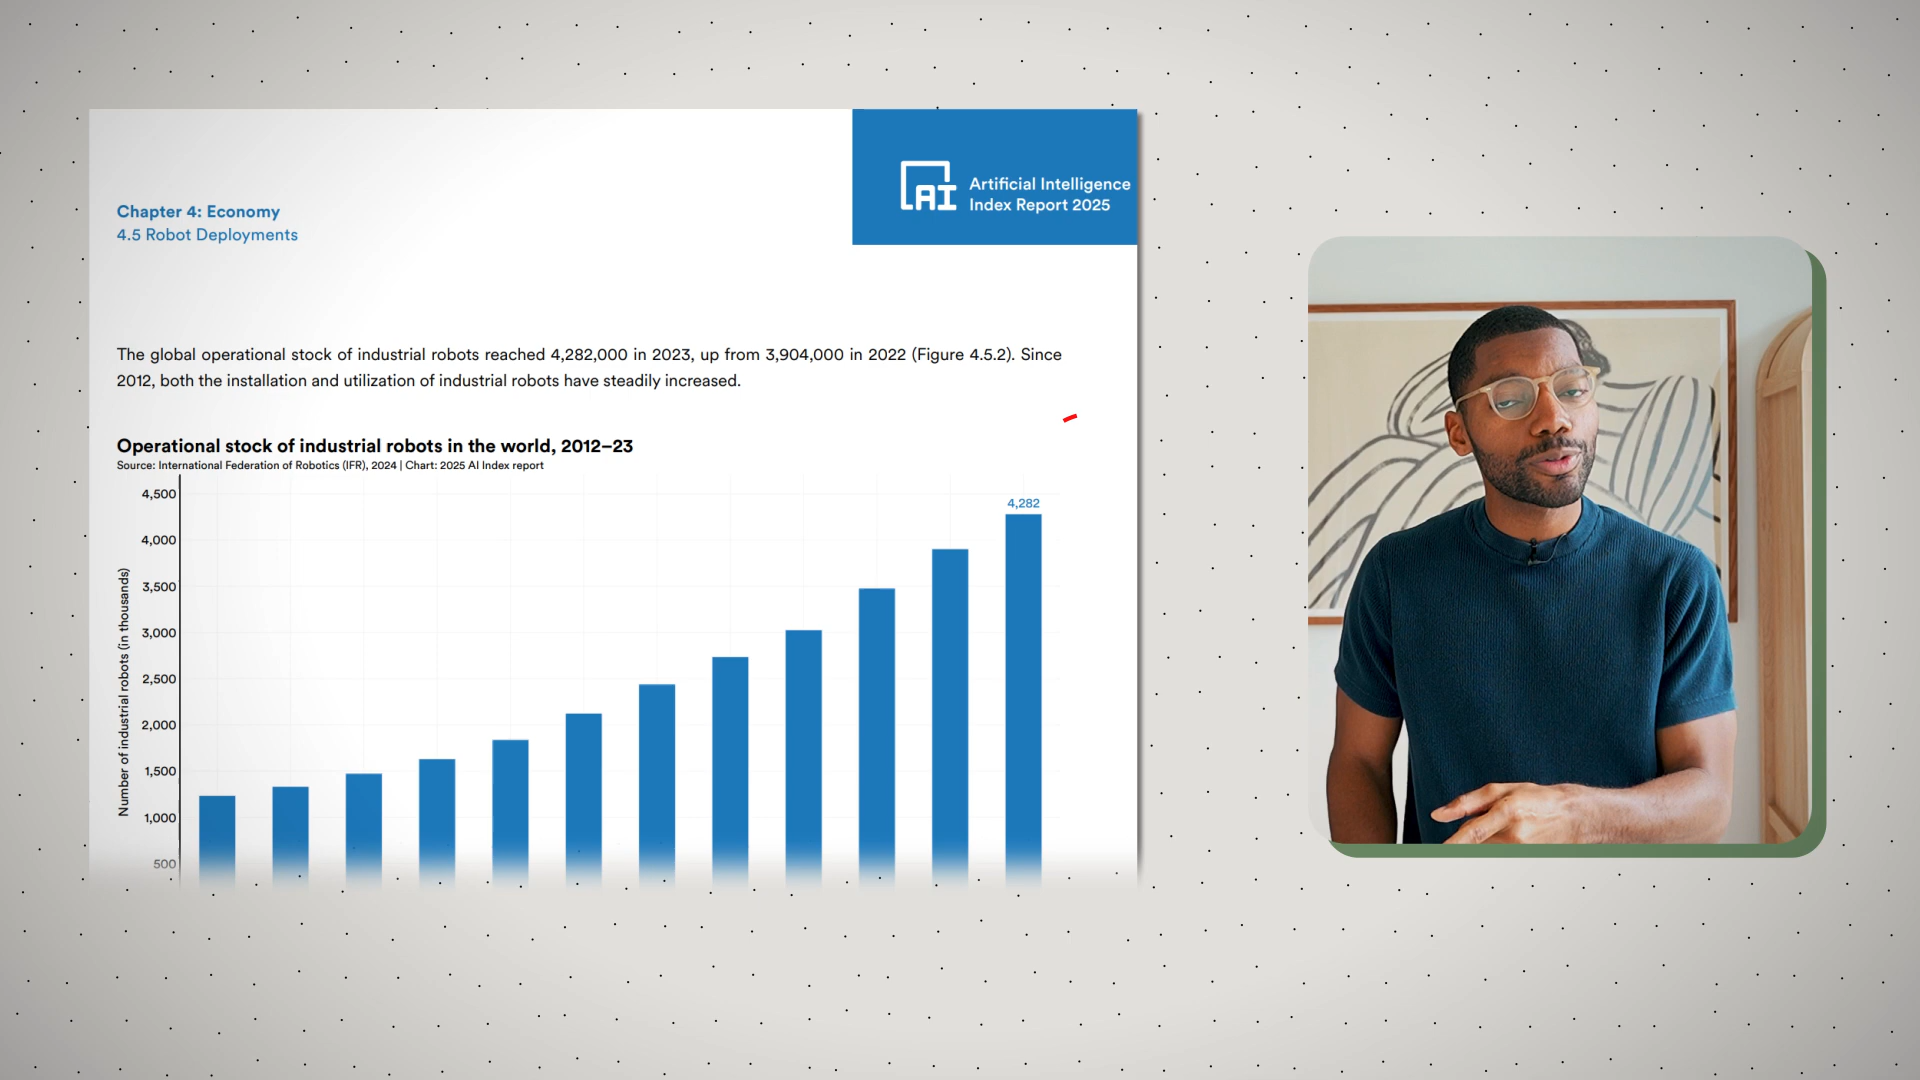 Artificial Intelligence
Index Report 2025
Chapter 4: Economy
4.5 Robot Deployments
The global operational stock of industrial robots reached 4,282,000 in 2023, up from 3,904,000 in 2022 (Figure 4.5.2). Since
2012, both the installation and utilization of industrial robots have steadily increased.
Operational stock of industrial robots in the world, 2012–23
Source: International Federation of Robotics (IFR), 2024 | Chart: 2025 AI Index report
Number of industrial robots (in thousands)
4,500
4,000
3,500
3,000
2,500
2,000
1,500
1,000
500
4,282
AI